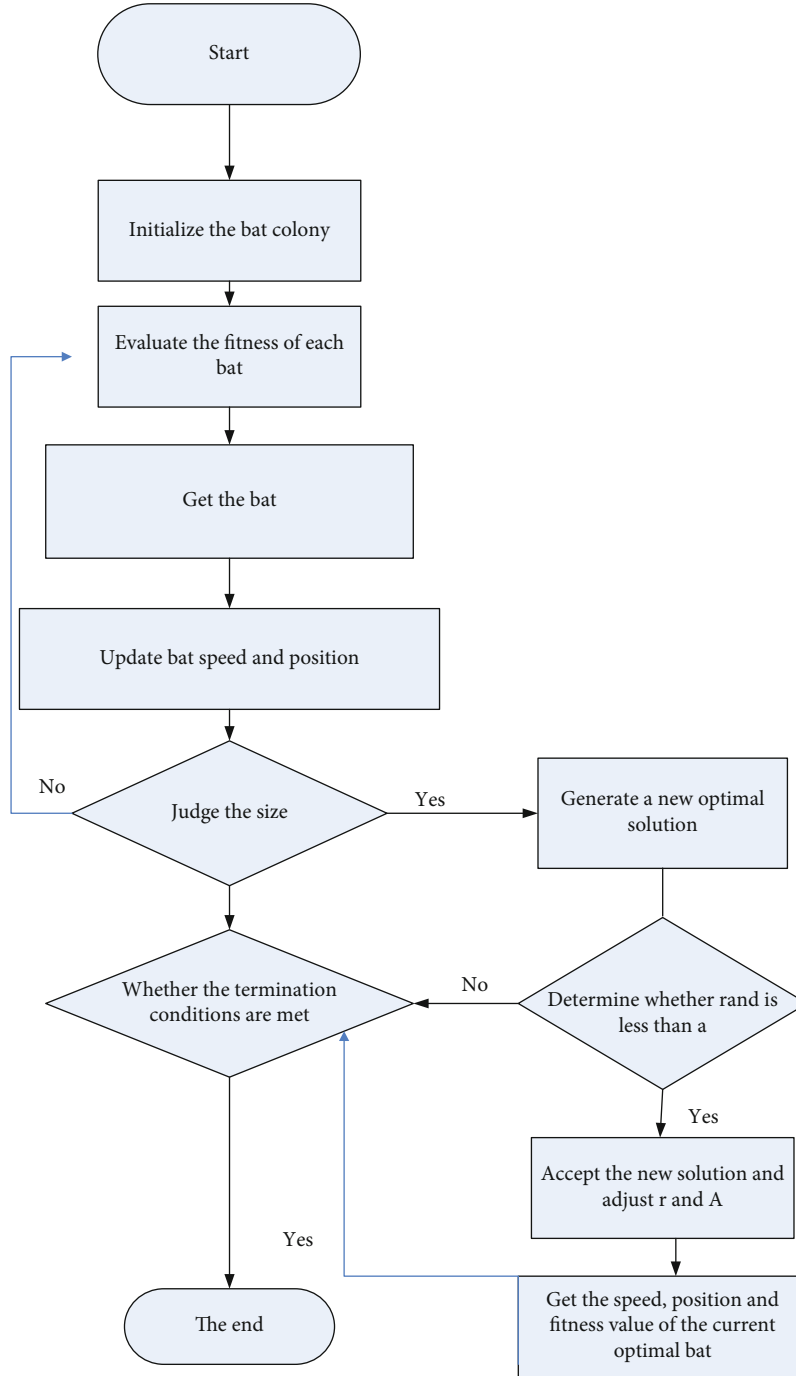 Start
Initialize the bat colony
Evaluate the fitness of each
bat
Get the bat
Update bat speed and position
No
Judge the size
Yes
Generate a new optimal
solution
Whether the termination
conditions are met
No
Determine whether rand is
less than a
Yes
Accept the new solution and
adjust r and A
Yes
The end
Get the speed, position and
fitness value of the current
optimal bat